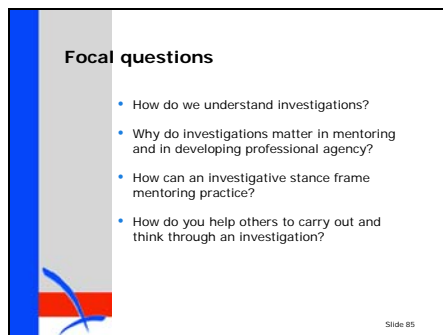 Focal questions
• How do we understand investigations?
• Why do investigations matter in mentoring
and in developing professional agency?
• How can an investigative stance frame
mentoring practice?
• How do you help others to carry out and
think through an investigation?
Slide 85